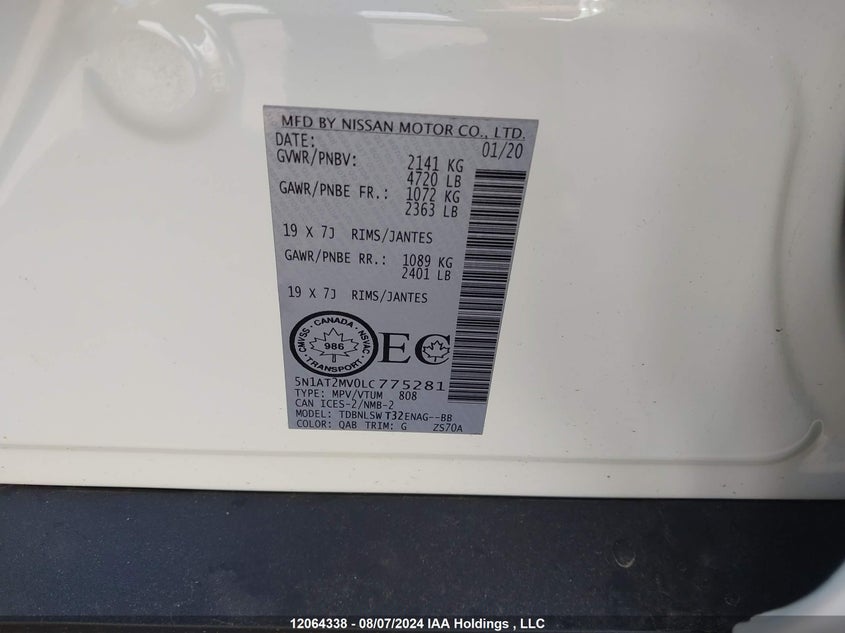 MFD BY NISSAN MOTOR CO., LTD.
DATE: 01/20
GVWR/PNBV: 2141 KG
4720 LB
GAWR/PNBE FR.: 1072 KG
2363 LB
19 X 7J RIMS/JANTES
GAWR/PNBE RR.: 1089 KG
2401 LB
19 X 7J RIMS/JANTES
CANADA
CMVSS 986 NSVAC
TRANSPORT
EC
5N1AT2MV0LC775281
TYPE: MPV/VTUM 808
CAN ICES-2/NMB-2
MODEL: TDBNLSW T32ENAG--BB
COLOR: QAB TRIM: G ZS70A
12064338 - 08/07/2024 IAA Holdings , LLC